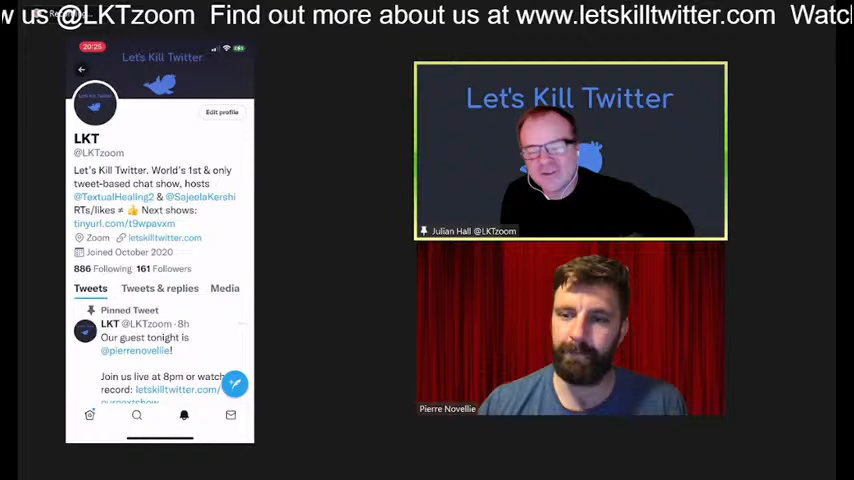 w us @LKTzoom Find out more about us at www.letskilltwitter.com Watch
20:25
Let's Kill Twitter
Edit profile
LKT
@LKTzoom
Let's Kill Twitter. World's 1st & only
tweet-based chat show, hosts
@TextualHealing2 & @SajeelaKershi
RTs/likes ≠ 👍 Next shows:
tinyurl.com/t9wpavxm
Zoom letskilltwitter.com
Joined October 2020
886 Following 161 Followers
Tweets Tweets & replies Media
Pinned Tweet
LKT @LKTzoom · 8h
Our guest tonight is
@pierrenovellie!
Join us live at 8pm or watch
record: letskilltwitter.com/
ournextshow
Let's Kill Twitter
Julian Hall @LKTzoom
Pierre Novellie